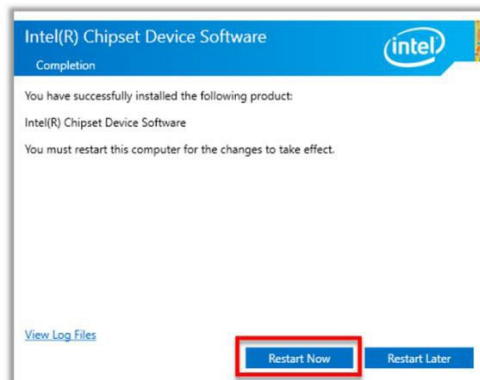 Intel(R) Chipset Device Software
intel
Completion
You have successfully installed the following product:
Intel(R) Chipset Device Software
You must restart this computer for the changes to take effect.
View Log Files
Restart Now
Restart Later